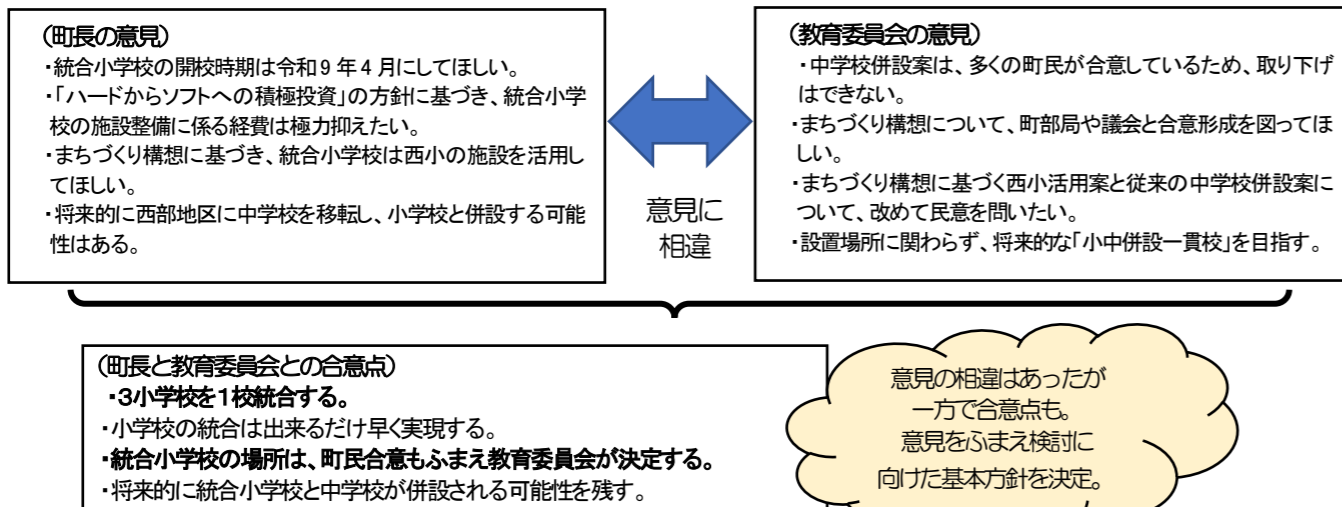 （町長の意見）
・統合小学校の開校時期は令和9年4月にしてほしい。
・「ハードからソフトへの積極投資」の方針に基づき、統合小学
校の施設整備に係る経費は極力抑えたい。
・まちづくり構想に基づき、統合小学校は西小の施設を活用し
てほしい。
・将来的に西部地区に中学校を移転し、小学校と併設する可能
性はある。
意見に
相違
（教育委員会の意見）
・中学校併設案は、多くの町民が合意しているため、取り下げ
はできない。
・まちづくり構想について、町部局や議会と合意形成を図ってほ
しい。
・まちづくり構想に基づく西小活用案と従来の中学校併設案に
ついて、改めて民意を問いたい。
・設置場所に関わらず、将来的な「小中併設一貫校」を目指す。
（町長と教育委員会との合意点）
・3小学校を1校統合する。
・小学校の統合は出来るだけ早く実現する。
・統合小学校の場所は、町民合意もふまえ教育委員会が決定する。
・将来的に統合小学校と中学校が併設される可能性を残す。
意見の相違はあったが
一方で合意点も。
意見をふまえ検討に
向けた基本方針を決定。